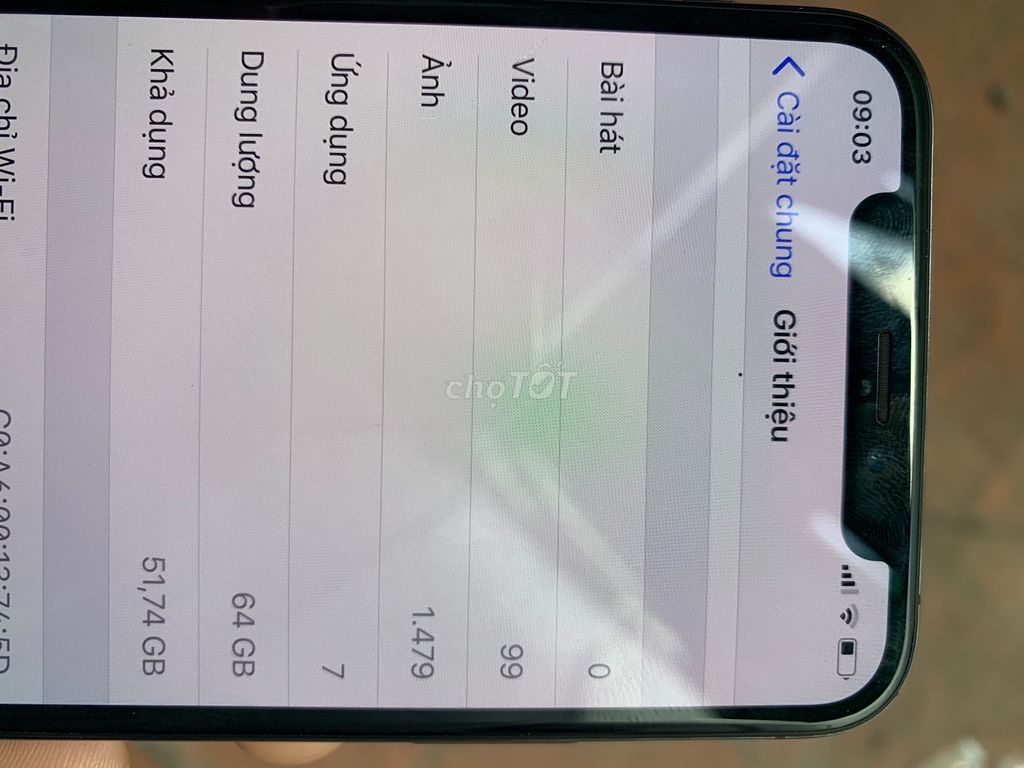 09:03
Cài đặt chung Giới thiệu
Bài hát 0
Video 99
Ảnh 1.479
Ứng dụng 7
Dung lượng 64 GB
Khả dụng 51,74 GB
Địa chỉ Wi-Fi
chợTỐT